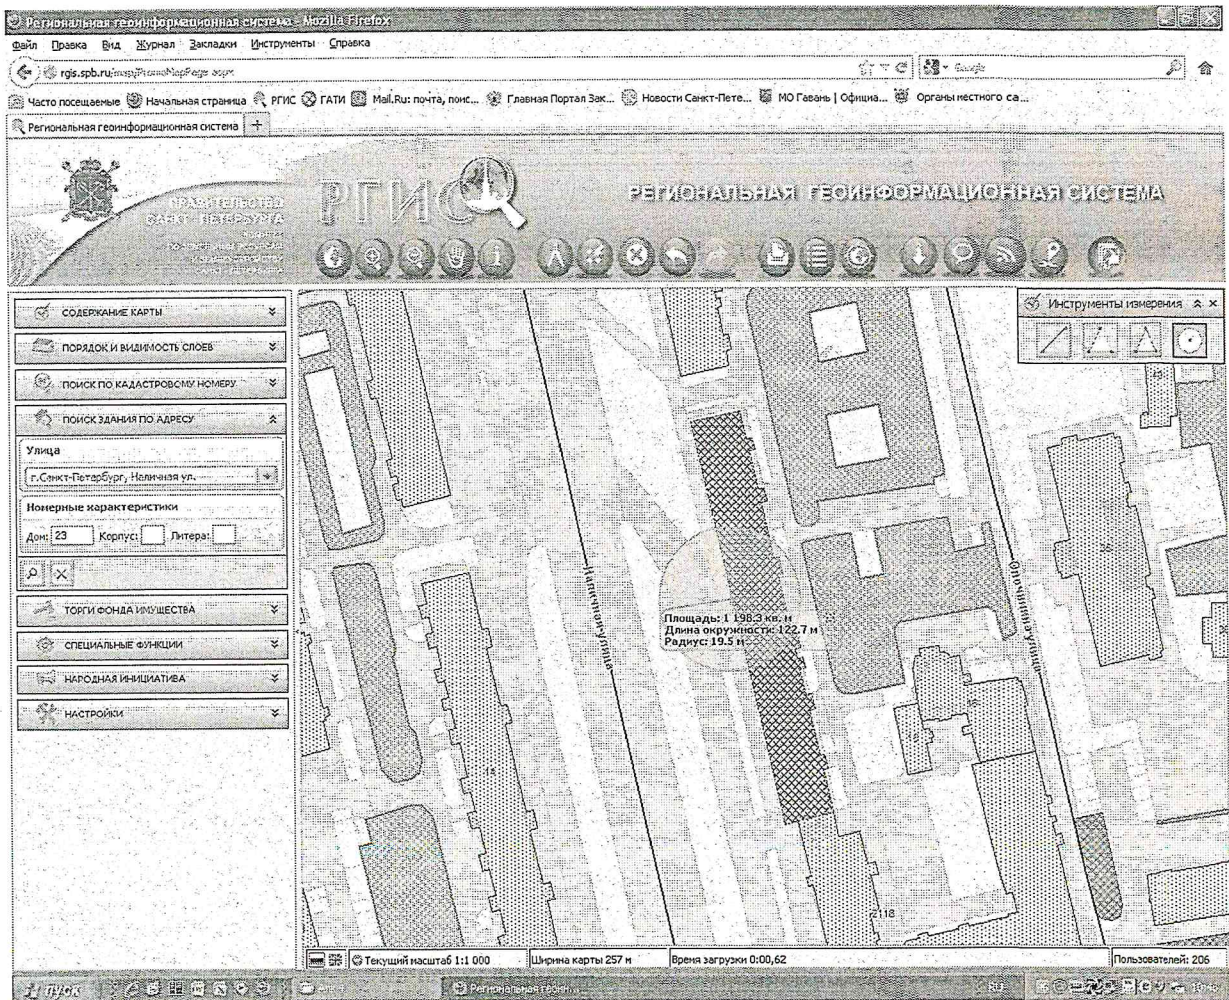 Региональная геоинформационная система - Mozilla Firefox
Файл Правка Вид Журнал Закладки Инструменты Справка
rgis.spb.ru/ Google
Часто посещаемые Начальная страница РГИС ГАТИ Mail.Ru: почта, поис... Главная Портал Зак... Новости Санкт-Пете... МО Гавань | Официа... Органы местного са...
Региональная геоинформационная система +
ПРАВИТЕЛЬСТВО
САНКТ-ПЕТЕРБУРГА
РГИС
РЕГИОНАЛЬНАЯ ГЕОИНФОРМАЦИОННАЯ СИСТЕМА
СОДЕРЖАНИЕ КАРТЫ
ПОРЯДОК И ВИДИМОСТЬ СЛОЕВ
ПОИСК ПО КАДАСТРОВОМУ НОМЕРУ
ПОИСК ЗДАНИЯ ПО АДРЕСУ
Улица
г.Санкт-Петербург, Наличная ул.
Номерные характеристики
Дом: 23 Корпус: Литера:
ТОРГИ ФОНДА ИМУЩЕСТВА
СПЕЦИАЛЬНЫЕ ФУНКЦИИ
НАРОДНАЯ ИНИЦИАТИВА
НАСТРОЙКИ
Инструменты измерения
Наличная улица
Опочинина улица
Площадь: 1 198.3 кв. м
Длина окружности: 122.7 м
Радиус: 19.5 м
2118
Текущий масштаб 1:1 000 Ширина карты 257 м Время загрузки 0:00,62 Пользователей: 206
пуск Региональная геоин... RU 10:46